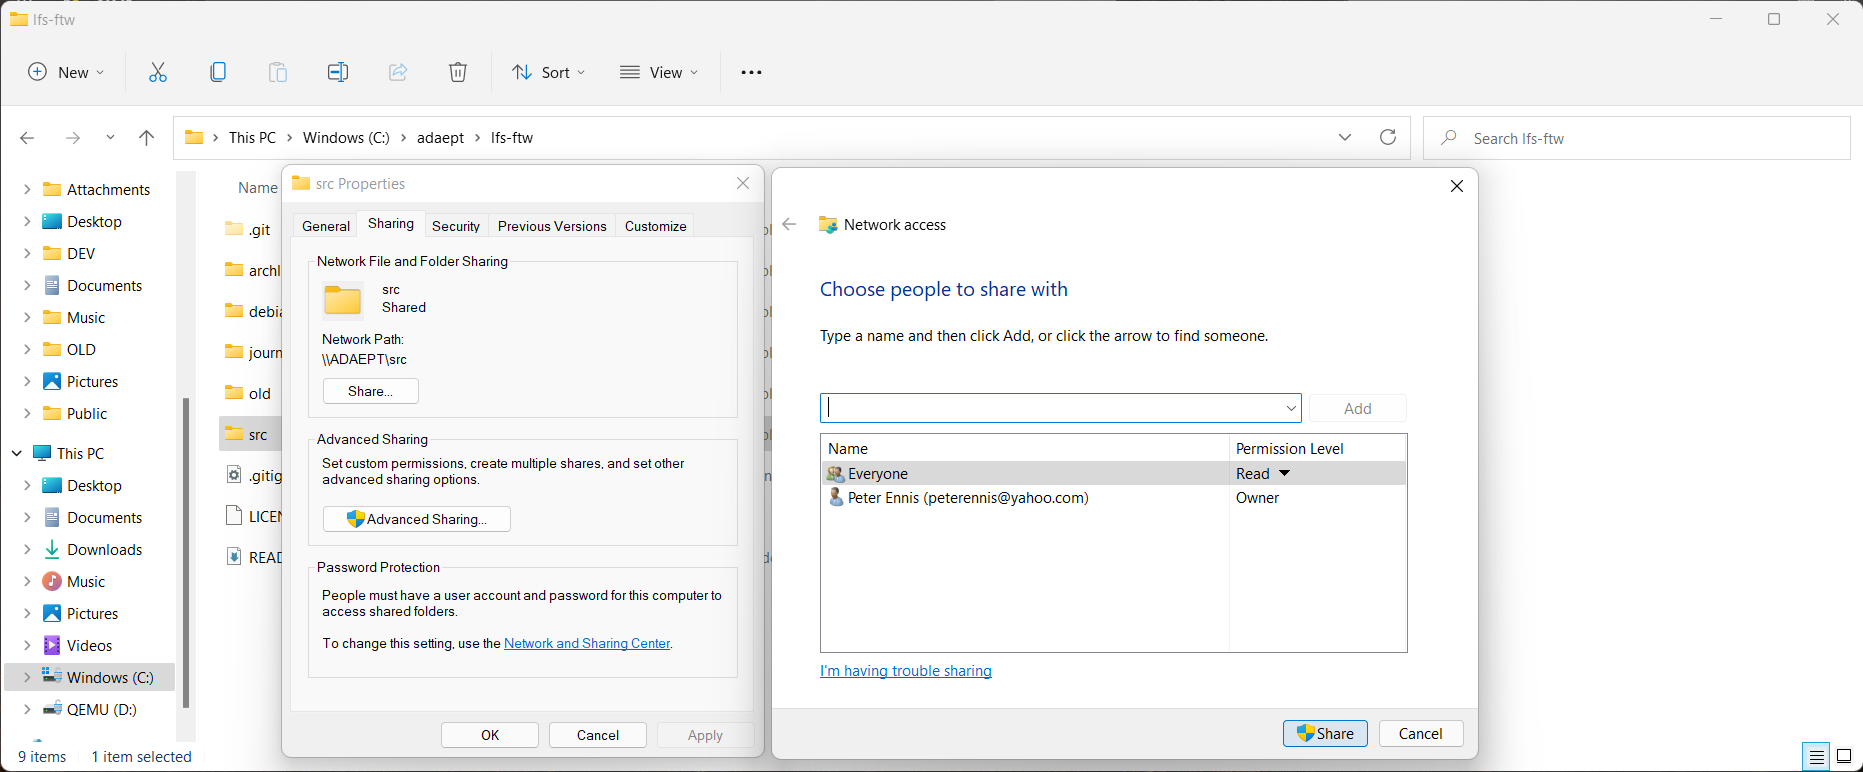 lfs-ftw
New
Sort
View
This PC > Windows (C:) > adaept > lfs-ftw
Search lfs-ftw
Attachments
Desktop
DEV
Documents
Music
OLD
Pictures
Public
This PC
Desktop
Documents
Downloads
Music
Pictures
Videos
Windows (C:)
QEMU (D:)
9 items 1 item selected
Name
.git
archl
debia
journ
old
src
.gitig
LICEN
READ
src Properties
General Sharing Security Previous Versions Customize
Network File and Folder Sharing
src
Shared
Network Path:
\\ADAEPT\src
Share...
Advanced Sharing
Set custom permissions, create multiple shares, and set other
advanced sharing options.
Advanced Sharing...
Password Protection
People must have a user account and password for this computer to
access shared folders.
To change this setting, use the Network and Sharing Center.
OK Cancel Apply
Network access
Choose people to share with
Type a name and then click Add, or click the arrow to find someone.
Add
Name Permission Level
Everyone Read
Peter Ennis (peterennis@yahoo.com) Owner
I'm having trouble sharing
Share Cancel